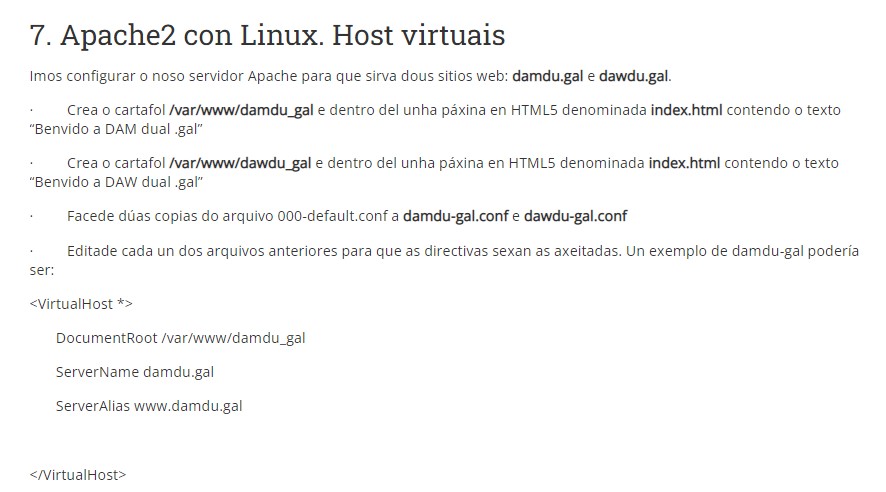 7. Apache2 con Linux. Host virtuais
Imos configurar o noso servidor Apache para que sirva dous sitios web: damdu.gal e dawdu.gal.
· Crea o cartafol /var/www/damdu_gal e dentro del unha páxina en HTML5 denominada index.html contendo o texto
“Benvido a DAM dual .gal”
· Crea o cartafol /var/www/dawdu_gal e dentro del unha páxina en HTML5 denominada index.html contendo o texto
“Benvido a DAW dual .gal”
· Facede dúas copias do arquivo 000-default.conf a damdu-gal.conf e dawdu-gal.conf
· Editade cada un dos arquivos anteriores para que as directivas sexan as axeitadas. Un exemplo de damdu-gal podería
ser:
<VirtualHost *>
DocumentRoot /var/www/damdu_gal
ServerName damdu.gal
ServerAlias www.damdu.gal
</VirtualHost>